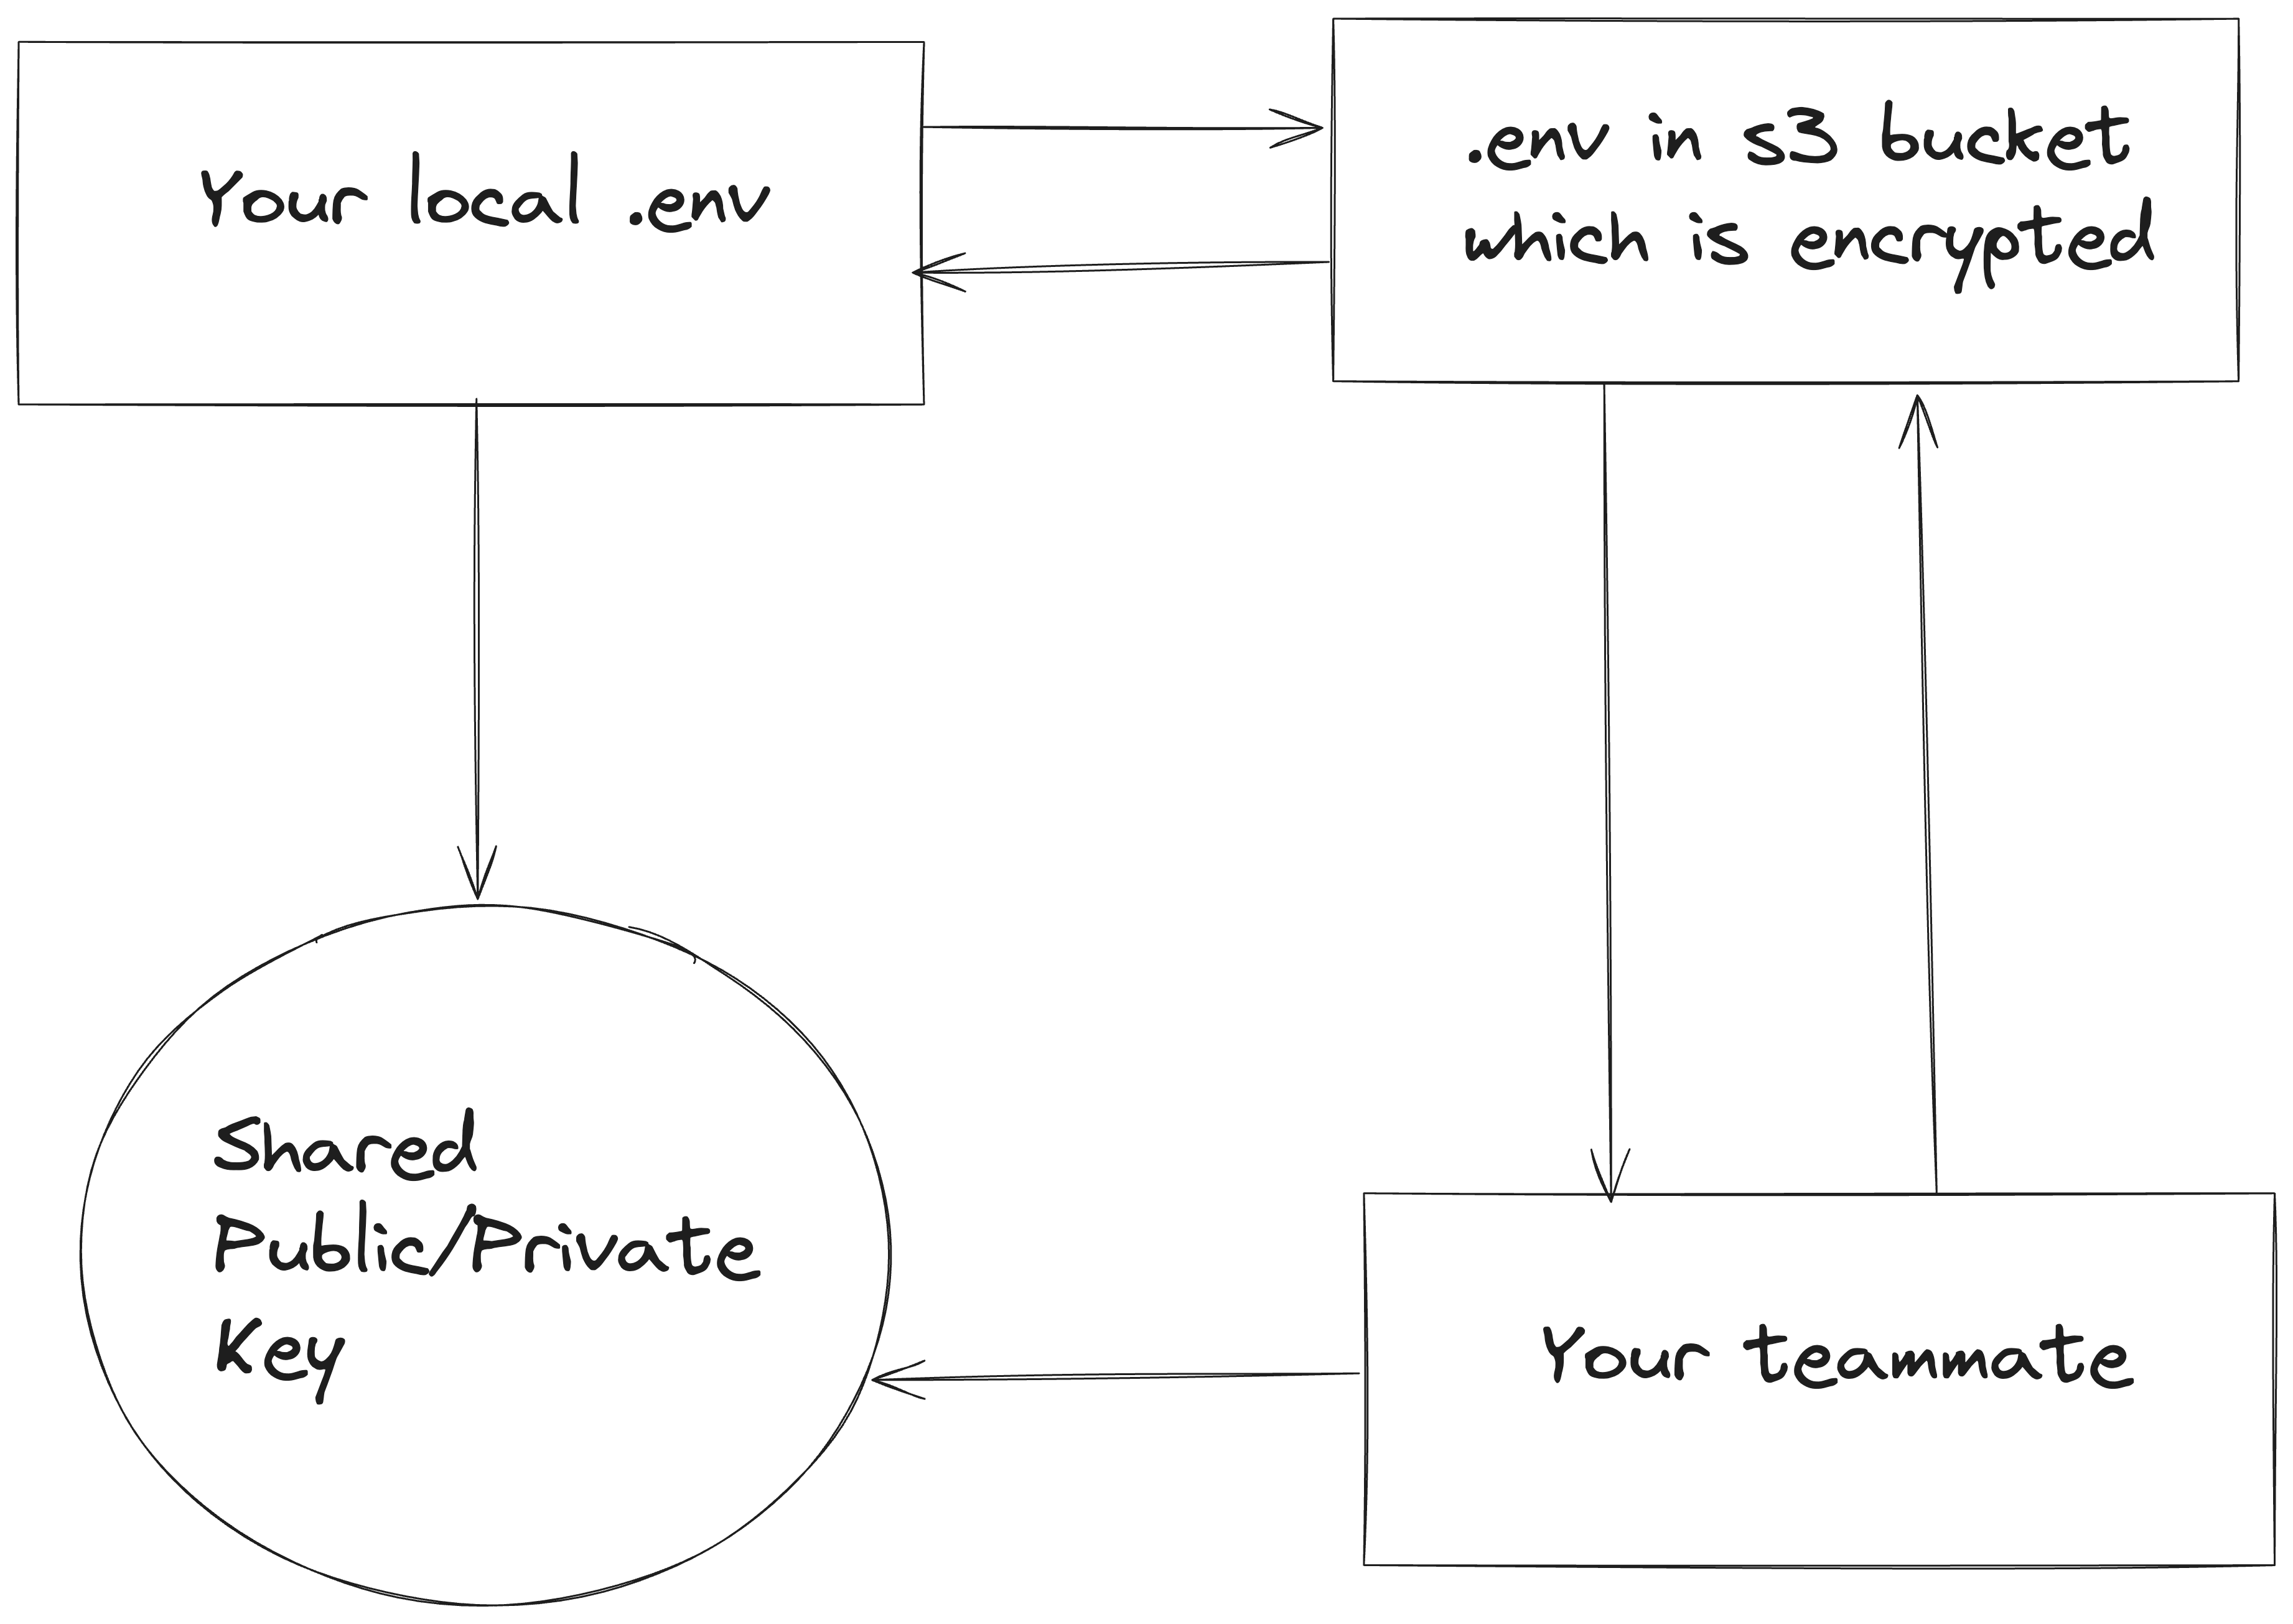 Your local .env
.env in s3 bucket
which is encrypted
Shared
Public/Private
Key
Your teammate